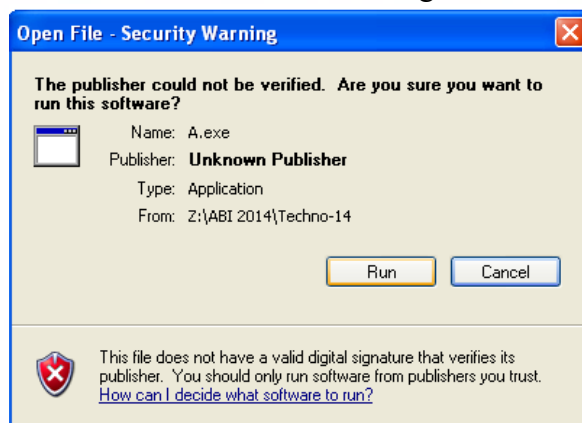 Open File - Security Warning
The publisher could not be verified.  Are you sure you want to
run this software?
Name: A.exe
Publisher: Unknown Publisher
Type: Application
From: Z:\ABI 2014\Techno-14
Run Cancel
This file does not have a valid digital signature that verifies its
publisher.  You should only run software from publishers you trust.
How can I decide what software to run?